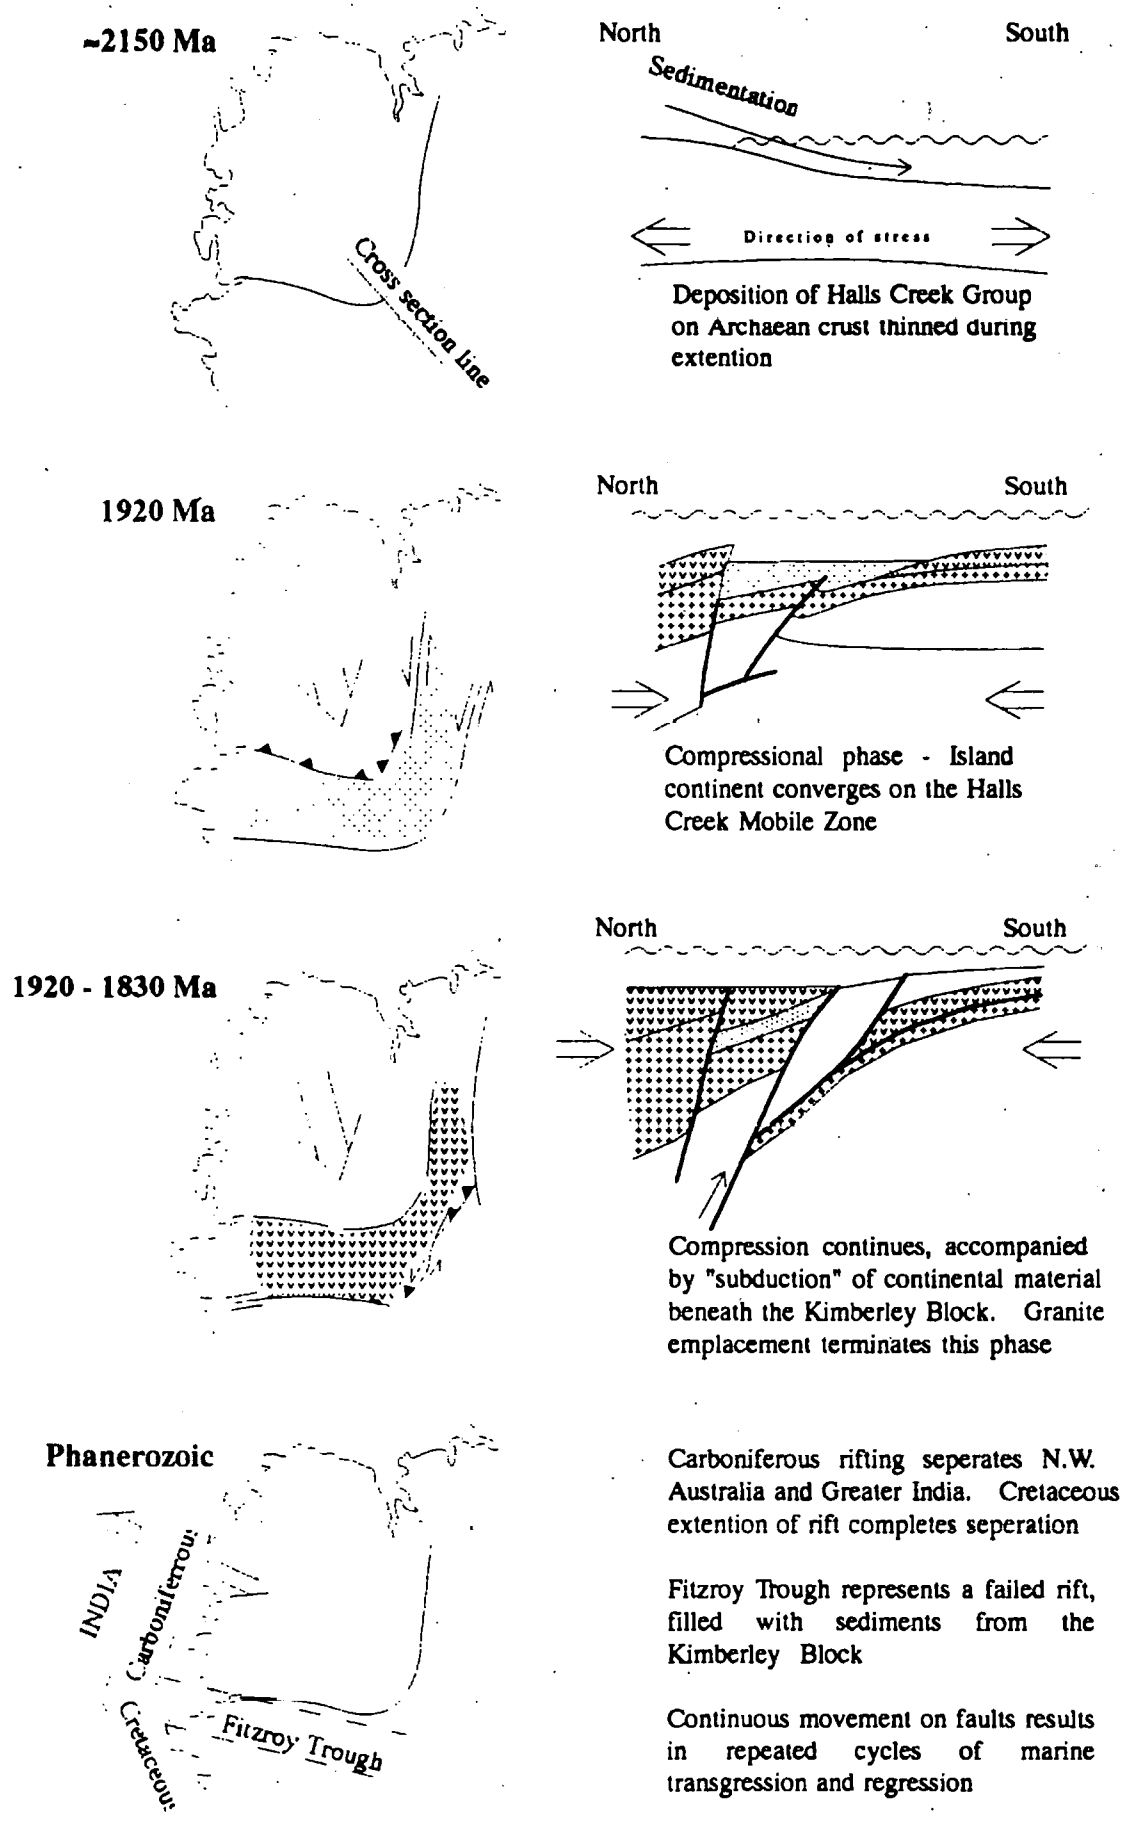 ~2150 Ma
North
South
Sedimentation
Direction of stress
Cross section line
Deposition of Halls Creek Group
on Archaean crust thinned during
extention
1920 Ma
North
South
Compressional phase - Island
continent converges on the Halls
Creek Mobile Zone
1920 - 1830 Ma
North
South
Compression continues, accompanied
by "subduction" of continental material
beneath the Kimberley Block. Granite
emplacement terminates this phase
Phanerozoic
INDIA
Carboniferrous
Cretaceous
Fitzroy Trough
Carboniferous rifting seperates N.W.
Australia and Greater India. Cretaceous
extention of rift completes seperation
Fitzroy Trough represents a failed rift,
filled with sediments from the
Kimberley Block
Continuous movement on faults results
in repeated cycles of marine
transgression and regression